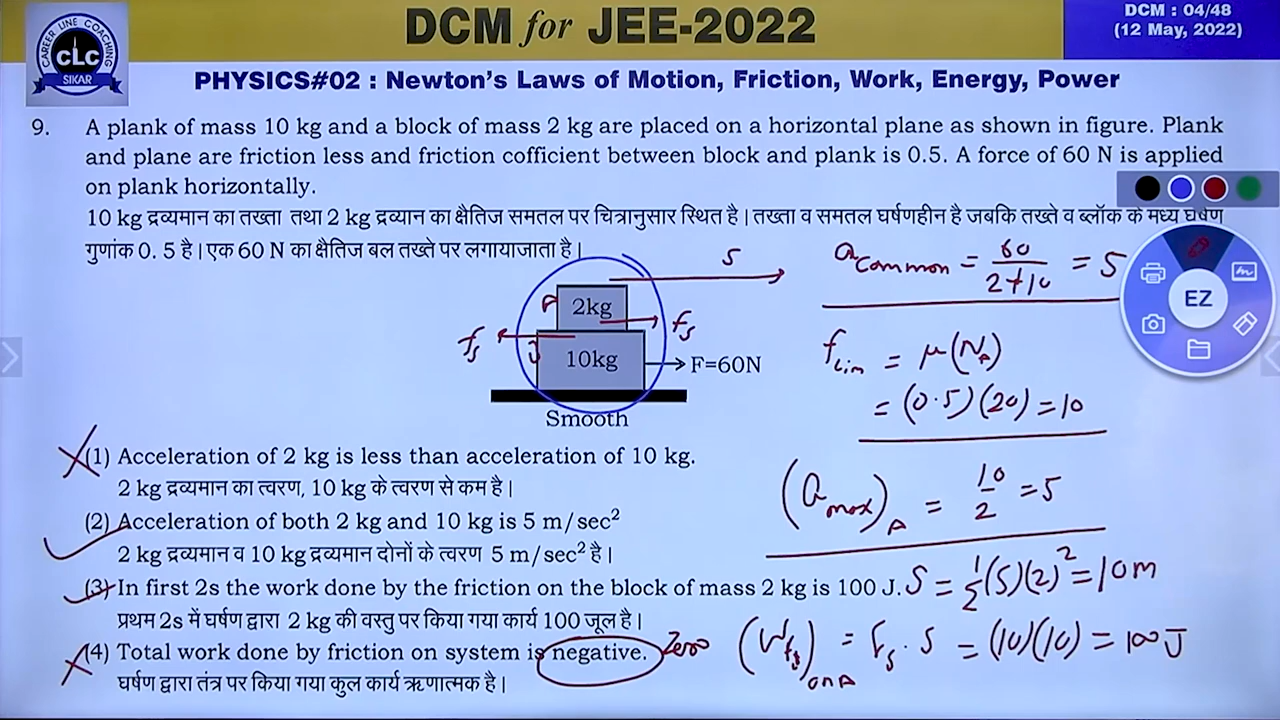 DCM for JEE-2022
DCM : 04/48
(12 May, 2022)
CAREER LINE COACHING
CLC
SIKAR
PHYSICS#02 : Newton's Laws of Motion, Friction, Work, Energy, Power
9. A plank of mass 10 kg and a block of mass 2 kg are placed on a horizontal plane as shown in figure. Plank
and plane are friction less and friction cofficient between block and plank is 0.5. A force of 60 N is applied
on plank horizontally.
10 kg द्रव्यमान का तख्ता तथा 2 kg द्रव्यान का क्षैतिज समतल पर चित्रानुसार स्थित है। तख्ता व समतल घर्षणहीन है जबकि तख्ते व ब्लॉक के मध्य घर्षण
गुणांक 0. 5 है। एक 60 N का क्षैतिज बल तख्ते पर लगायाजाता है।
S
a common = 60/(2+10) = 5
EZ
A 2kg
fs
fs
10kg
F=60N
Smooth
f Lim = μ(N_A)
= (0.5)(20) = 10
(1) Acceleration of 2 kg is less than acceleration of 10 kg.
2 kg द्रव्यमान का त्वरण, 10 kg के त्वरण से कम है।
(a max)_A = 10/2 = 5
(2) Acceleration of both 2 kg and 10 kg is 5 m/sec²
2 kg द्रव्यमान व 10 kg द्रव्यमान दोनों के त्वरण 5 m/sec² है।
(3) In first 2s the work done by the friction on the block of mass 2 kg is 100 J.
S = 1/2 (5)(2)² = 10m
प्रथम 2s में घर्षण द्वारा 2 kg की वस्तु पर किया गया कार्य 100 जूल है।
(4) Total work done by friction on system is negative. Zero
(W fs) on A = fs . S = (10)(10) = 100 J
घर्षण द्वारा तंत्र पर किया गया कुल कार्य ऋणात्मक है।